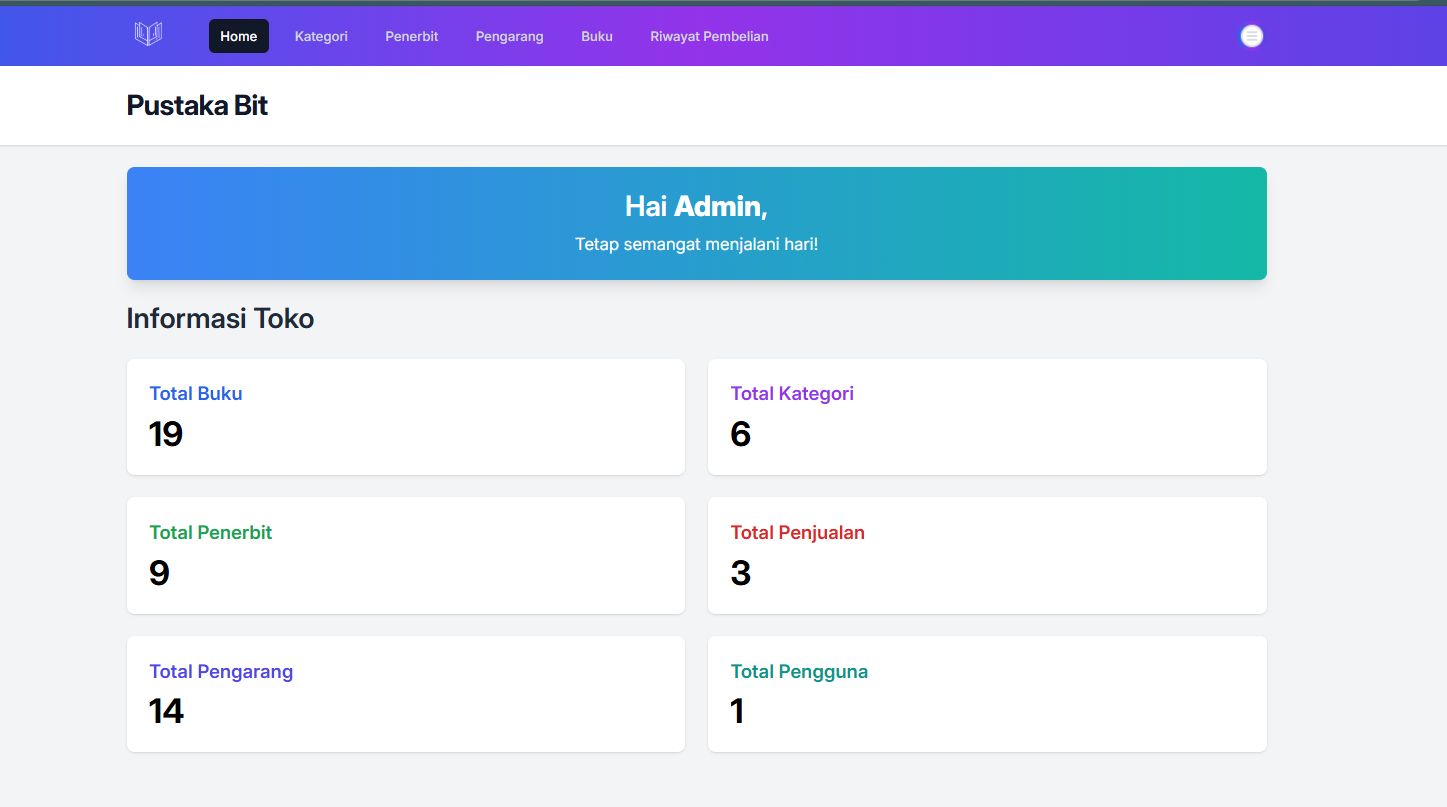 Home Kategori Penerbit Pengarang Buku Riwayat Pembelian
Pustaka Bit
Hai Admin,
Tetap semangat menjalani hari!
Informasi Toko
Total Buku
19
Total Kategori
6
Total Penerbit
9
Total Penjualan
3
Total Pengarang
14
Total Pengguna
1